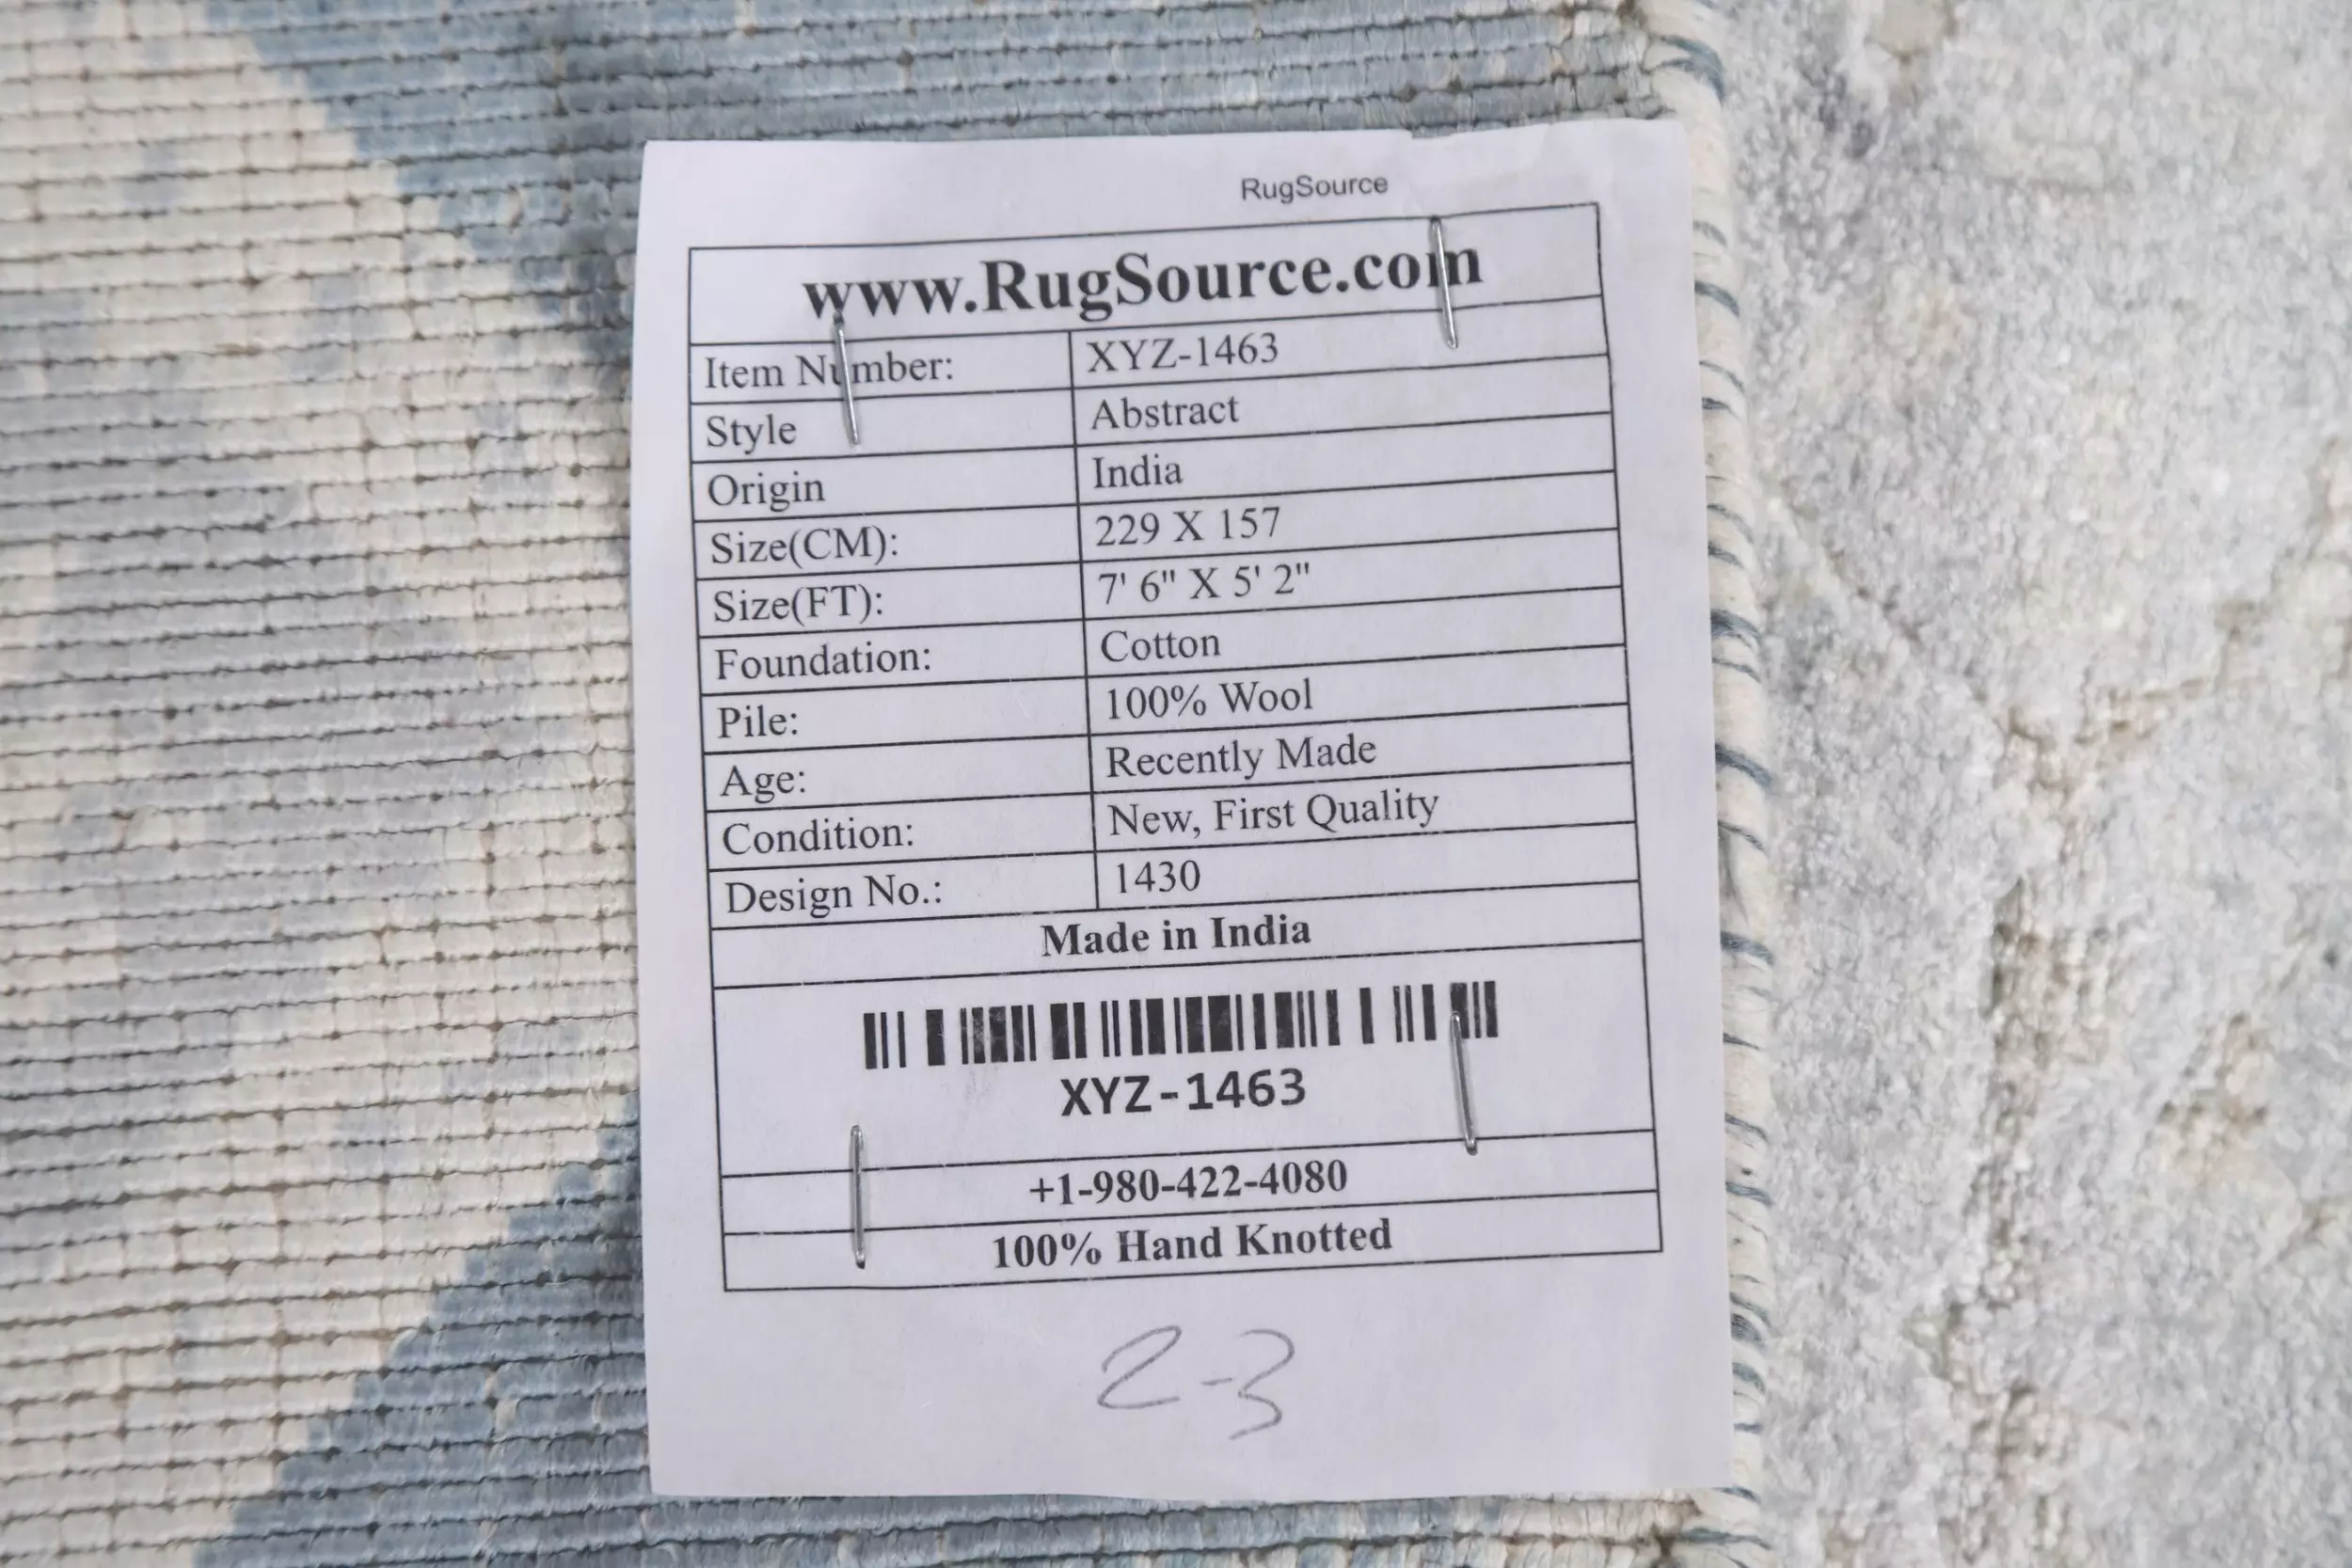 RugSource
www.RugSource.com
Item Number: XYZ-1463
Style Abstract
Origin India
Size(CM): 229 X 157
Size(FT): 7' 6" X 5' 2"
Foundation: Cotton
Pile: 100% Wool
Age: Recently Made
Condition: New, First Quality
Design No.: 1430
Made in India
XYZ-1463
+1-980-422-4080
100% Hand Knotted
2-3